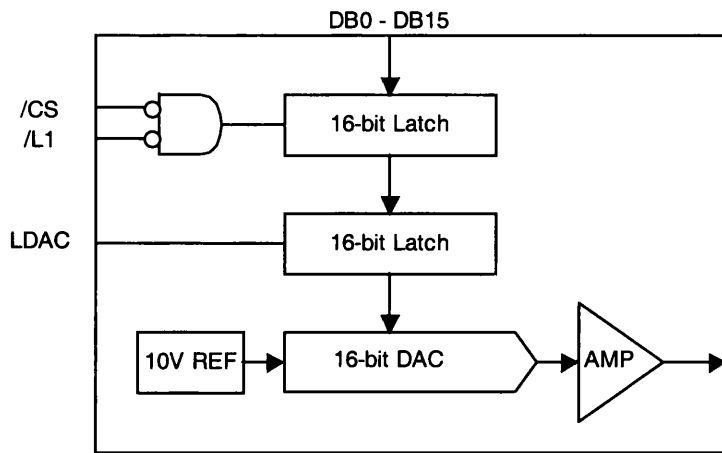 DB0 - DB15
/CS
/L1
16-bit Latch
LDAC
16-bit Latch
10V REF
16-bit DAC
AMP